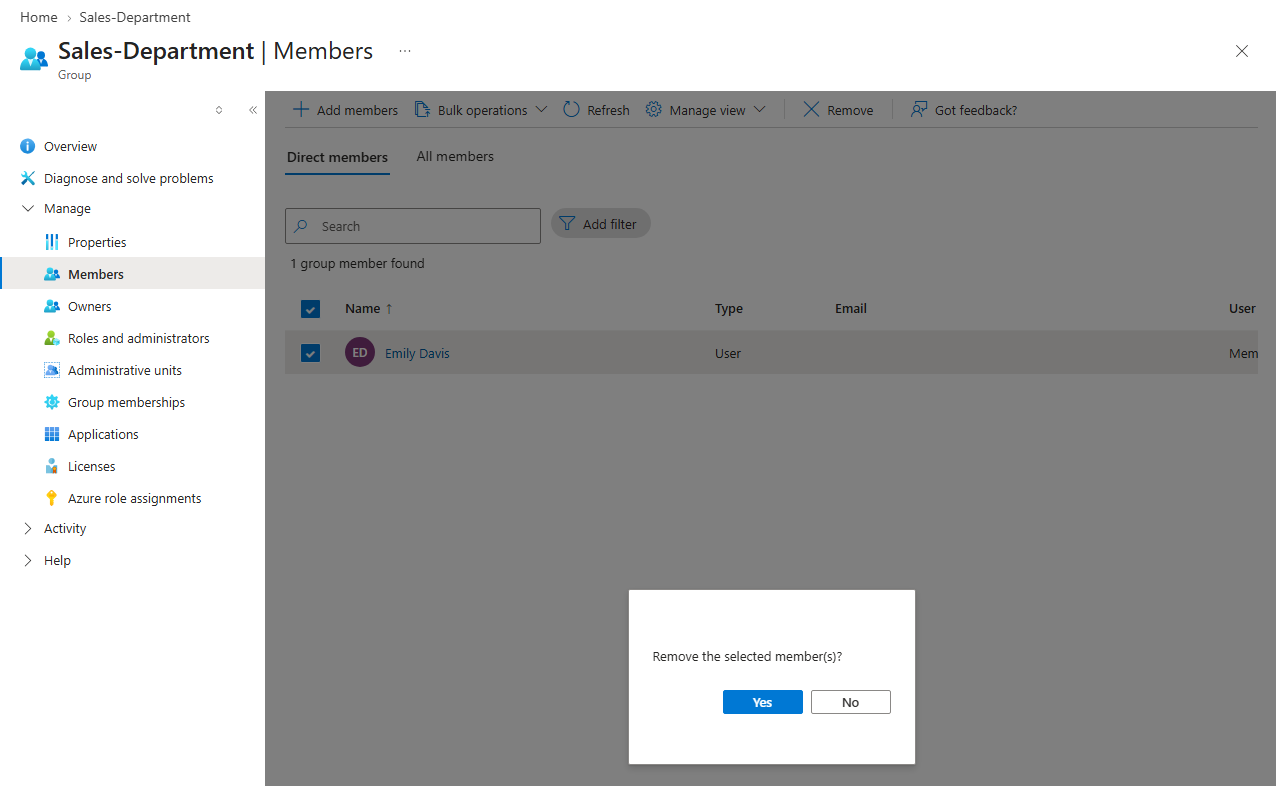 Home > Sales-Department
Sales-Department | Members ...
Group
Overview
Diagnose and solve problems
Manage
Properties
Members
Owners
Roles and administrators
Administrative units
Group memberships
Applications
Licenses
Azure role assignments
Activity
Help
Add members Bulk operations Refresh Manage view Remove Got feedback?
Direct members All members
Search Add filter
1 group member found
Name ↑ Type Email User
ED Emily Davis User Mem
Remove the selected member(s)?
Yes No